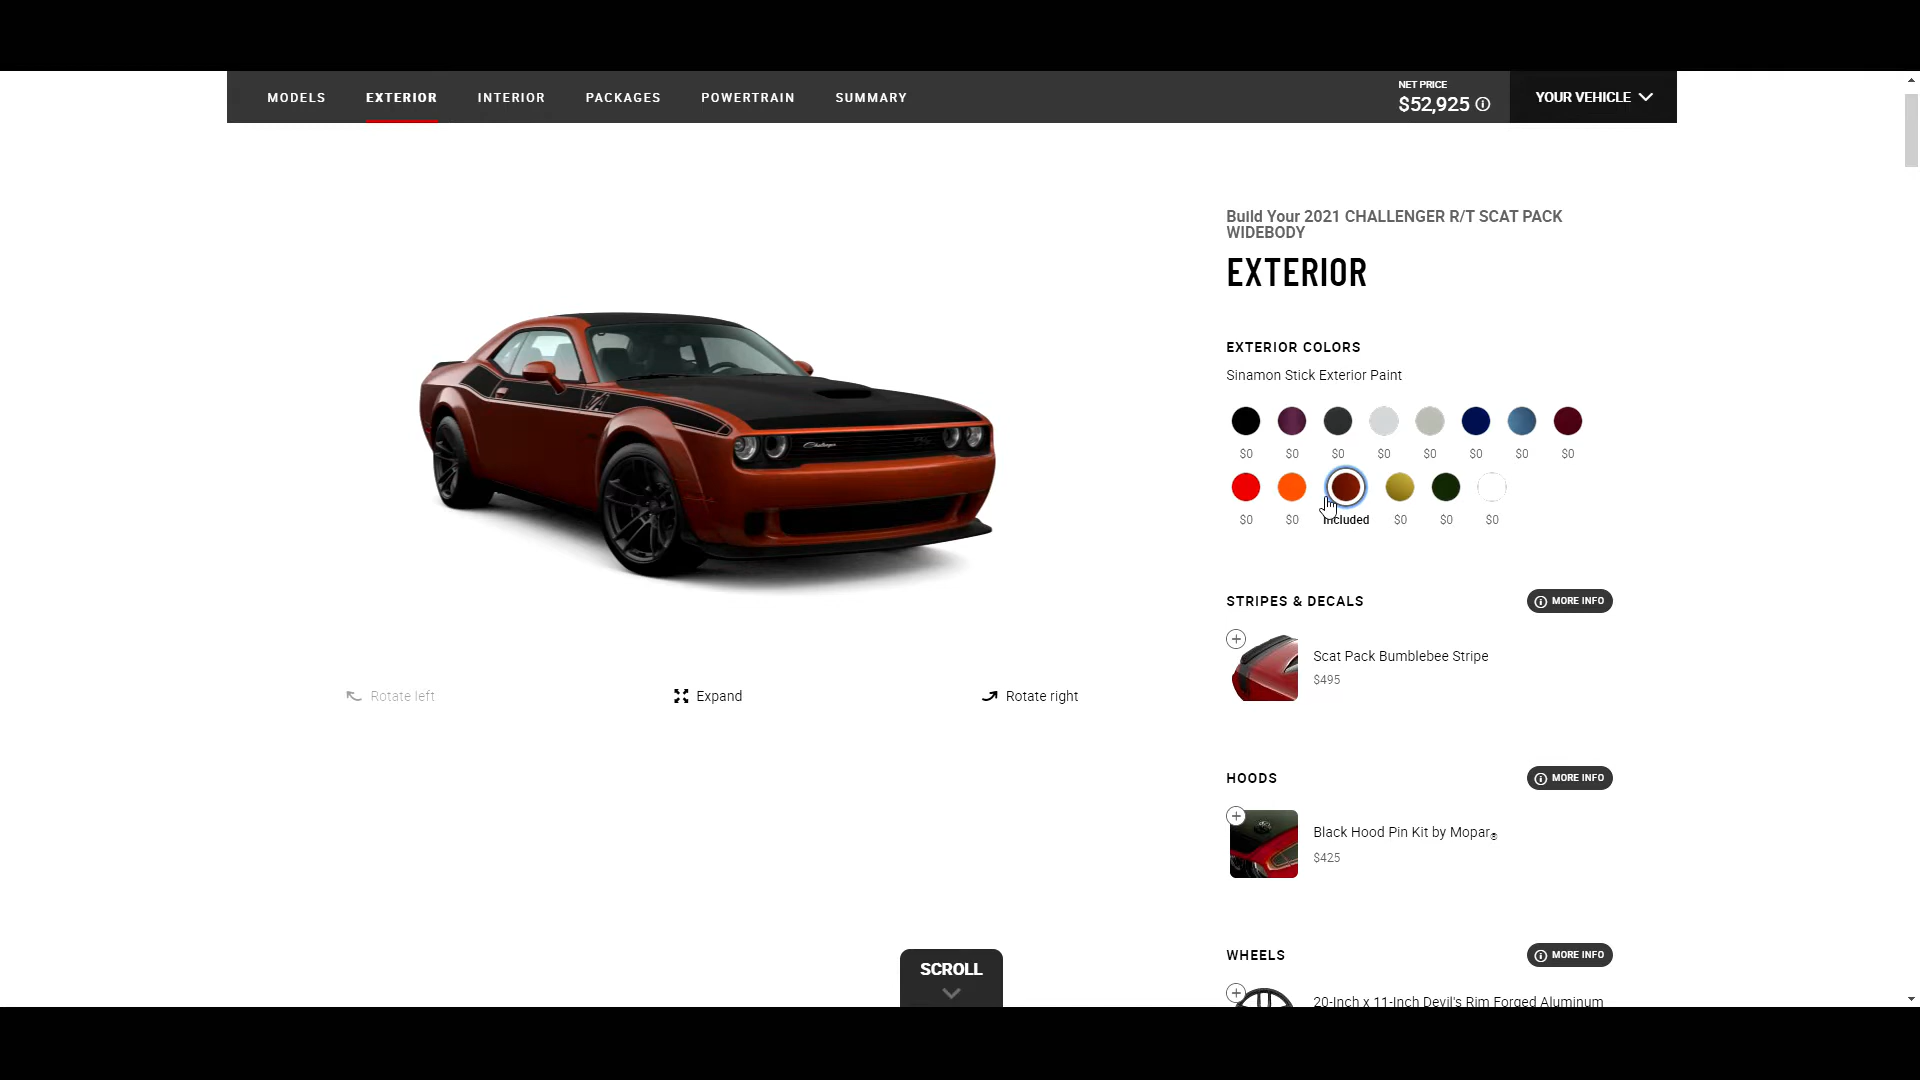 MODELS
EXTERIOR
INTERIOR
PACKAGES
POWERTRAIN
SUMMARY
NET PRICE
$52,925
YOUR VEHICLE
Build Your 2021 CHALLENGER R/T SCAT PACK
WIDEBODY
EXTERIOR
EXTERIOR COLORS
Sinamon Stick Exterior Paint
$0 $0 $0 $0 $0 $0 $0 $0
$0 $0 Included $0 $0 $0
STRIPES & DECALS
MORE INFO
Scat Pack Bumblebee Stripe
$495
Rotate left
Expand
Rotate right
HOODS
MORE INFO
Black Hood Pin Kit by Mopar®
$425
WHEELS
MORE INFO
20-Inch x 11-Inch Devil's Rim Forged Aluminum
SCROLL
Challenger